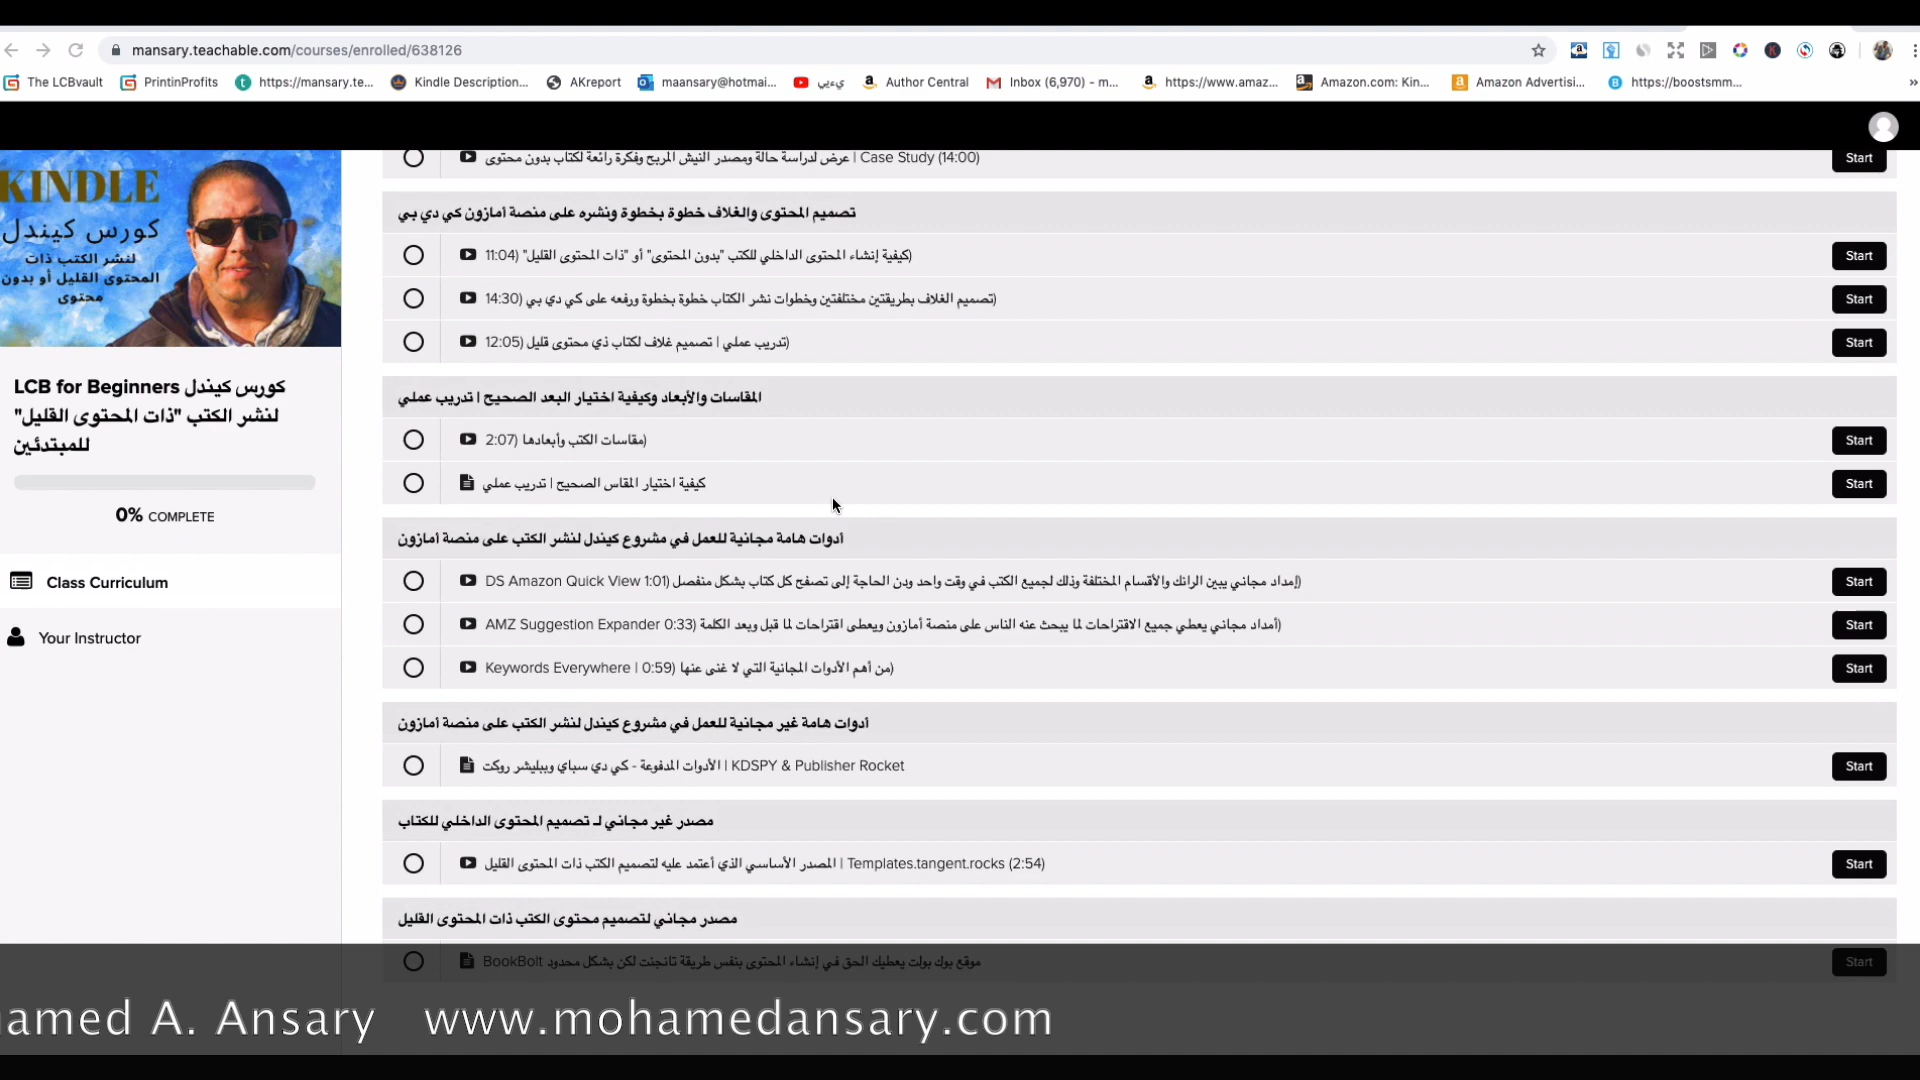 mansary.teachable.com/courses/enrolled/638126
The LCBvault
PrintinProfits
https://mansary.te...
Kindle Description...
AKreport
maansary@hotmai...
Author Central
Inbox (6,970) - m...
https://www.amaz...
Amazon.com: Kin...
Amazon Advertisi...
https://boostsmm...
KINDLE
كورس كيندل
لنشر الكتب ذات
المحتوى القليل أو بدون
محتوى
LCB for Beginners كورس كيندل
لنشر الكتب "ذات المحتوى القليل"
للمبتدئين
0% COMPLETE
Class Curriculum
Your Instructor
عرض لدراسة حالة ومصدر النيش المربح وفكرة رائعة لكتاب بدون محتوى | Case Study (14:00)
Start
تصميم المحتوى والغلاف خطوة بخطوة ونشره على منصة أمازون كي دي بي
كيفية إنشاء المحتوى الداخلي للكتب "بدون المحتوى" أو "ذات المحتوى القليل" (11:04)
Start
تصميم الغلاف بطريقتين مختلفتين وخطوات نشر الكتاب خطوة بخطوة ورفعه على كي دي بي (14:30)
Start
تدريب عملي | تصميم غلاف لكتاب ذي محتوى قليل (12:05)
Start
المقاسات والأبعاد وكيفية اختيار البعد الصحيح | تدريب عملي
مقاسات الكتب وأبعادها (2:07)
Start
كيفية اختيار المقاس الصحيح | تدريب عملي
Start
أدوات هامة مجانية للعمل في مشروع كيندل لنشر الكتب على منصة أمازون
DS Amazon Quick View إمداد مجاني يبين الرانك والأقسام المختلفة وذلك لجميع الكتب في وقت واحد ودن الحاجة إلى تصفح كل كتاب بشكل منفصل (1:01)
Start
AMZ Suggestion Expander أمداد مجاني يعطي جميع الاقتراحات لما يبحث عنه الناس على منصة أمازون ويعطى اقتراحات لما قبل وبعد الكلمة (0:33)
Start
Keywords Everywhere | من أهم الأدوات المجانية التي لا غنى عنها (0:59)
Start
أدوات هامة غير مجانية للعمل في مشروع كيندل لنشر الكتب على منصة أمازون
الأدوات المدفوعة - كي دي سباي وبيليشر روكت | KDSPY & Publisher Rocket
Start
مصدر غير مجاني لـ تصميم المحتوى الداخلي للكتاب
المصدر الأساسي الذي أعتمد عليه لتصميم الكتب ذات المحتوى القليل | Templates.tangent.rocks (2:54)
Start
مصدر مجاني لتصميم محتوى الكتب ذات المحتوى القليل
BookBolt موقع بوك بولت يعطيك الحق في إنشاء المحتوى بنفس طريقة تانجنت لكن بشكل محدود
Start
amed A. Ansary www.mohamedansary.com